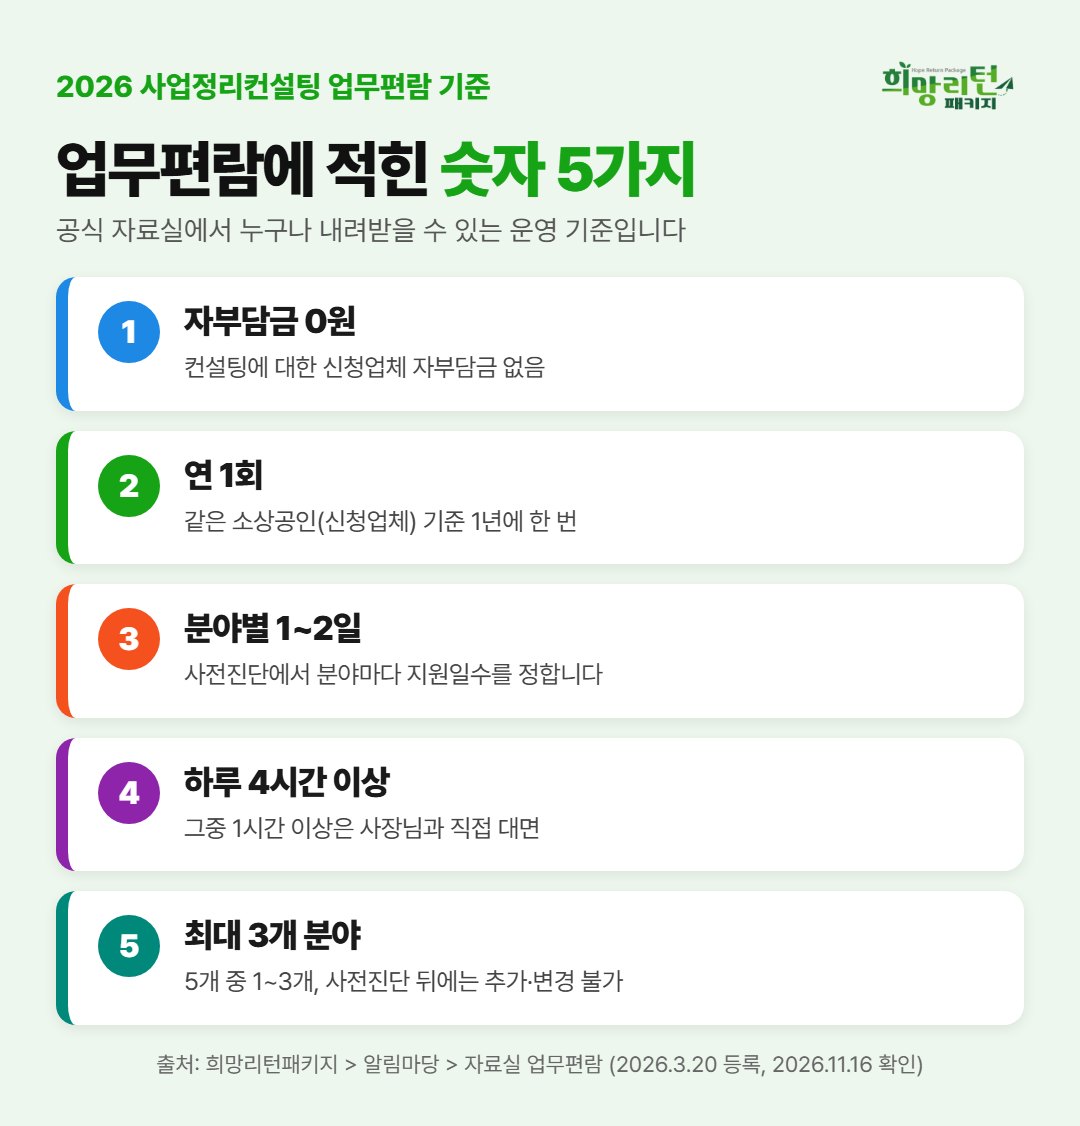 2026 사업정리컨설팅 업무편람 기준
Hope Return Package
희망리턴
패키지
업무편람에 적힌 숫자 5가지
공식 자료실에서 누구나 내려받을 수 있는 운영 기준입니다
1
자부담금 0원
컨설팅에 대한 신청업체 자부담금 없음
2
연 1회
같은 소상공인(신청업체) 기준 1년에 한 번
3
분야별 1~2일
사전진단에서 분야마다 지원일수를 정합니다
4
하루 4시간 이상
그중 1시간 이상은 사장님과 직접 대면
5
최대 3개 분야
5개 중 1~3개, 사전진단 뒤에는 추가·변경 불가
출처: 희망리턴패키지 > 알림마당 > 자료실 업무편람 (2026.3.20 등록, 2026.11.16 확인)